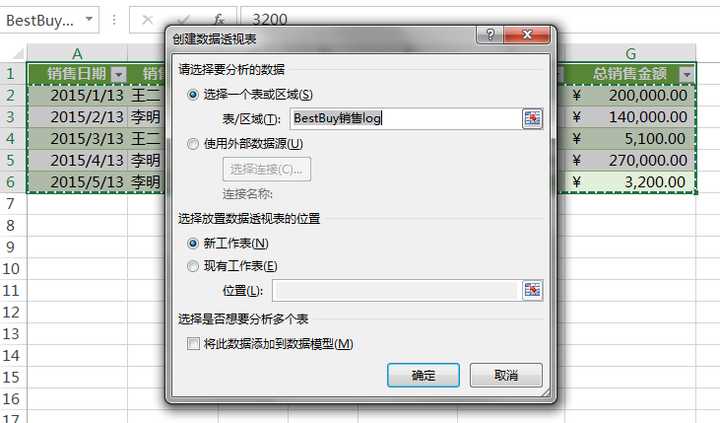 BestBuy... fx 3200
创建数据透视表
A G
1 销售日期 销售 总销售金额
2 2015/1/13 王二 ¥ 200,000.00
3 2015/2/13 李明 ¥ 140,000.00
4 2015/3/13 王二 ¥ 5,100.00
5 2015/4/13 李明 ¥ 270,000.00
6 2015/5/13 李明 ¥ 3,200.00
7
8
9
10
11
12
13
14
15
16
17
请选择要分析的数据
选择一个表或区域(S)
表/区域(T): BestBuy销售log
使用外部数据源(U)
选择连接(C)...
连接名称:
选择放置数据透视表的位置
新工作表(N)
现有工作表(E)
位置(L):
选择是否想要分析多个表
将此数据添加到数据模型(M)
确定 取消